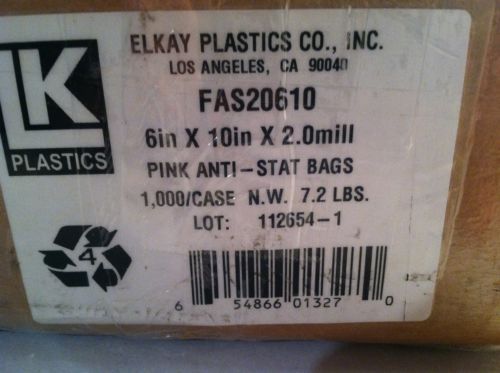 LK
PLASTICS
ELKAY PLASTICS CO., INC.
LOS ANGELES, CA 90040
FAS20610
6in X 10in X 2.0mill
PINK ANTI-STAT BAGS
1,000/CASE N.W. 7.2 LBS.
LOT: 112654-1
4
6 54866 01327 0